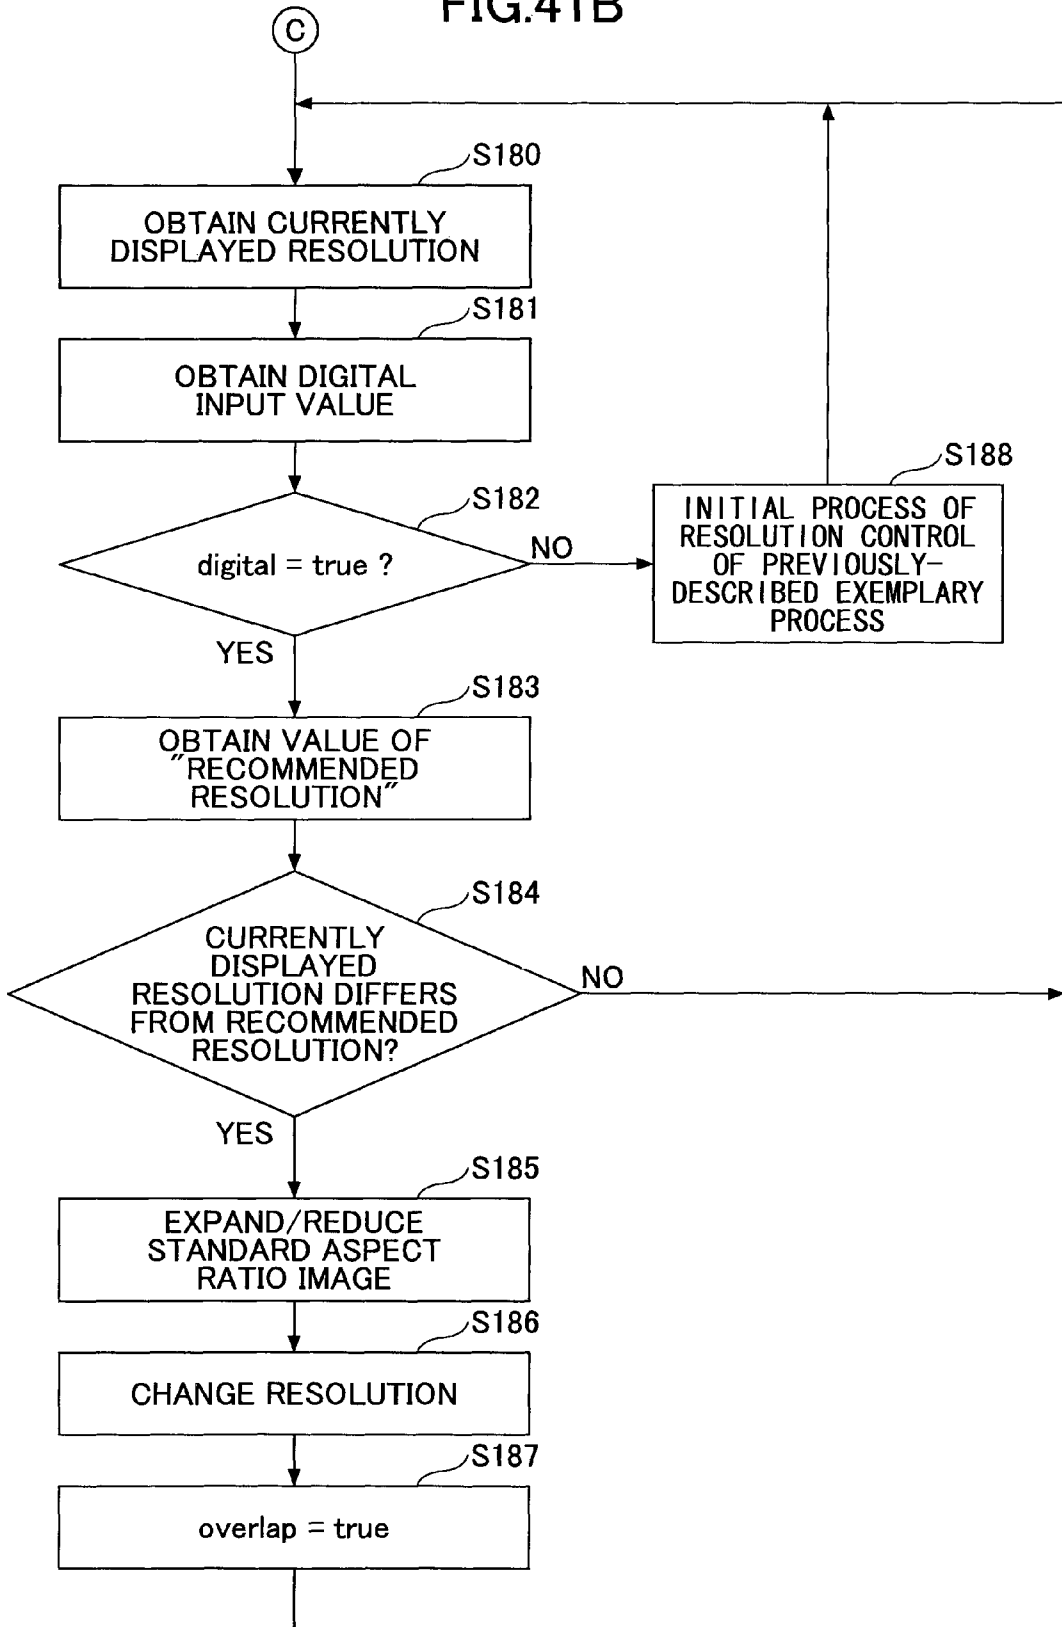 FIG.41B
C
S180
OBTAIN CURRENTLY
DISPLAYED RESOLUTION
S181
OBTAIN DIGITAL
INPUT VALUE
S182
digital = true ?
NO
S188
INITIAL PROCESS OF
RESOLUTION CONTROL
OF PREVIOUSLY-
DESCRIBED EXEMPLARY
PROCESS
YES
S183
OBTAIN VALUE OF
"RECOMMENDED
RESOLUTION"
S184
CURRENTLY
DISPLAYED
RESOLUTION DIFFERS
FROM RECOMMENDED
RESOLUTION?
NO
YES
S185
EXPAND/REDUCE
STANDARD ASPECT
RATIO IMAGE
S186
CHANGE RESOLUTION
S187
overlap = true